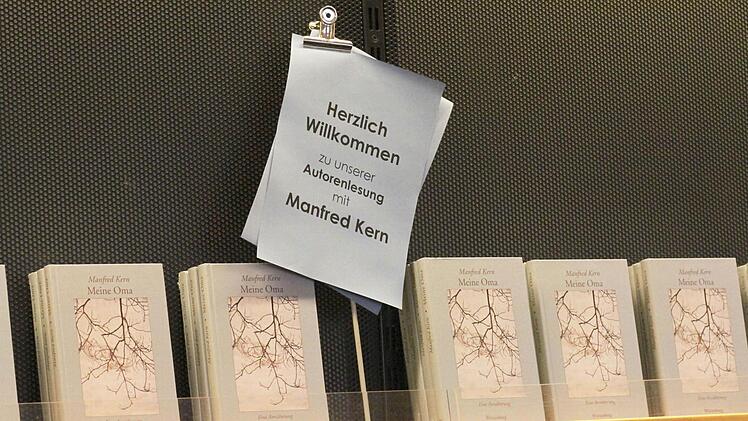 Herzlich
Willkommen
zu unserer
Autorenlesung
mit
Manfred Kern
Manfred Kern
Meine Oma
Manfred Kern
Meine Oma
Manfred Kern
Meine Oma
Manfred Kern
Meine Oma
Manfred Kern
Meine Oma